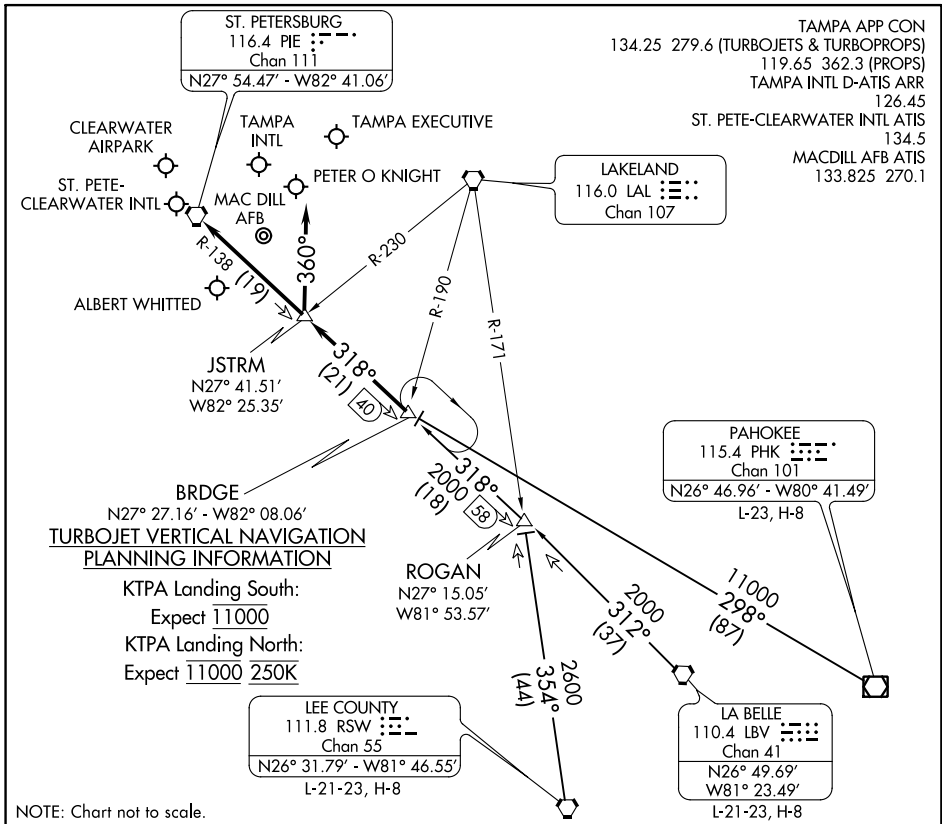 ST. PETERSBURG
116.4 PIE
Chan 111
N27° 54.47’ - W82° 41.06’
TAMPA APP CON
134.25 279.6 (TURBOJETS & TURBOPROPS)
119.65 362.3 (PROPS)
TAMPA INTL D-ATIS ARR
126.45
ST. PETE-CLEARWATER INTL ATIS
134.5
MACDILL AFB ATIS
133.825 270.1
CLEARWATER
AIRPARK
TAMPA
INTL
TAMPA EXECUTIVE
ST. PETE-
CLEARWATER INTL
MAC DILL
AFB
PETER O KNIGHT
LAKELAND
116.0 LAL
Chan 107
ALBERT WHITTED
R-138
(19)
360°
R-230
R-190
R-171
JSTRM
N27° 41.51’
W82° 25.35’
318°
(21)
40
BRDGE
N27° 27.16’ - W82° 08.06’
318°
2000
(18)
58
PAHOKEE
115.4 PHK
Chan 101
N26° 46.96’ - W80° 41.49’
L-23, H-8
TURBOJET VERTICAL NAVIGATION
PLANNING INFORMATION
KTPA Landing South:
Expect 11000
KTPA Landing North:
Expect 11000 250K
ROGAN
N27° 15.05’
W81° 53.57’
11000
298°
(87)
2000
312°
(37)
2600
354°
(44)
LEE COUNTY
111.8 RSW
Chan 55
N26° 31.79’ - W81° 46.55’
L-21-23, H-8
LA BELLE
110.4 LBV
Chan 41
N26° 49.69’
W81° 23.49’
L-21-23, H-8
NOTE: Chart not to scale.